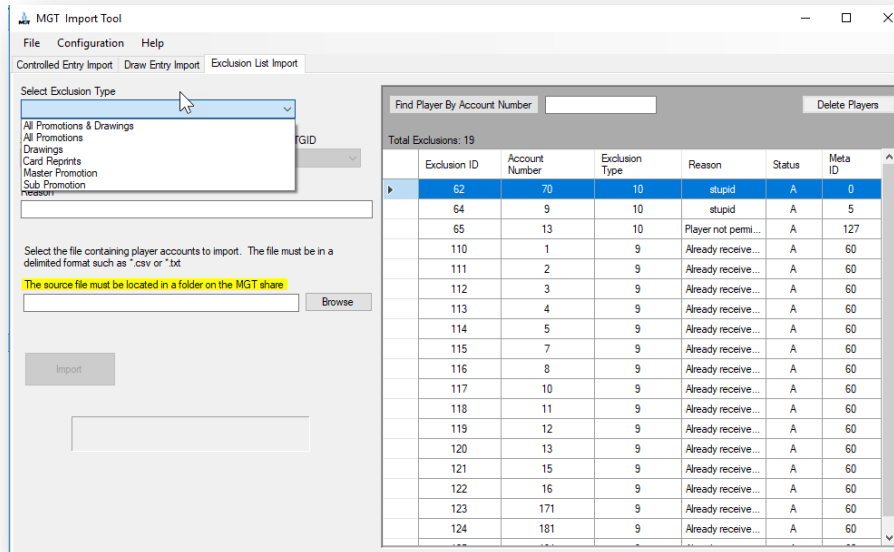 MGT Import Tool
File Configuration Help
Controlled Entry Import Draw Entry Import Exclusion List Import
Select Exclusion Type
All Promotions & Drawings
All Promotions
Drawings
Card Reprints
Master Promotion
Sub Promotion
TGID
Reason
Select the file containing player accounts to import. The file must be in a
delimited format such as *.csv or *.txt
The source file must be located in a folder on the MGT share
Browse
Import
Find Player By Account Number Delete Players
Total Exclusions: 19
Exclusion ID Account Number Exclusion Type Reason Status Meta ID
62 70 10 stupid A 0
64 9 10 stupid A 5
65 13 10 Player not permi... A 127
110 1 9 Already receive... A 60
111 2 9 Already receive... A 60
112 3 9 Already receive... A 60
113 4 9 Already receive... A 60
114 5 9 Already receive... A 60
115 7 9 Already receive... A 60
116 8 9 Already receive... A 60
117 10 9 Already receive... A 60
118 11 9 Already receive... A 60
119 12 9 Already receive... A 60
120 13 9 Already receive... A 60
121 15 9 Already receive... A 60
122 16 9 Already receive... A 60
123 171 9 Already receive... A 60
124 181 9 Already receive... A 60